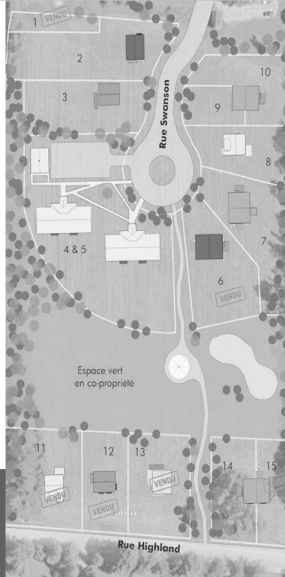 1
VENDU
2
10
3
9
Rue Swanson
8
7
4 & 5
6
VENDU
Espace vert
en co-propriété
11
12
13
VENDU
VENDU
VENDU
14
15
Rue Highland